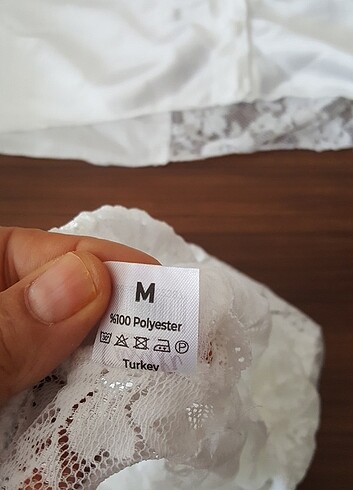 M
%100 Polyester
P
Turkey